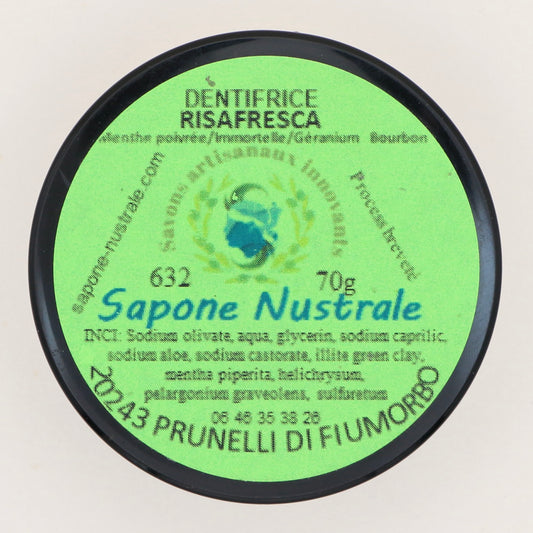 DENTIFRICE
RISAFRESCA
Menthe poivrée/Immortelle/Géranium Bourbon
Savons artisanaux innovants
sapone-nustrale.com
Process breveté
632
70g
Sapone Nustrale
INCI: Sodium olivate, aqua, glycerin, sodium caprilic,
sodium aloe, sodium castorate, illite green clay,
mentha piperita, helichrysum,
pelargonium graveolens, sulfuretum
06 46 35 38 26
20243 PRUNELLI DI FIUMORBO